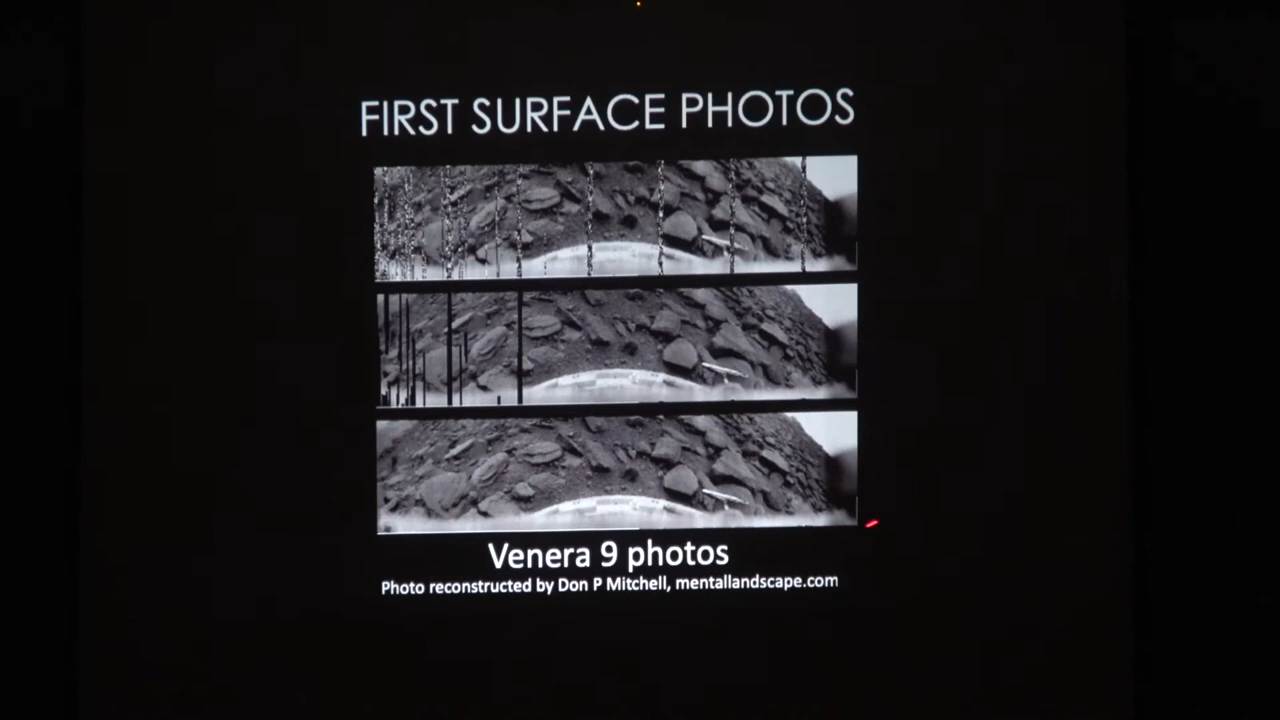 FIRST SURFACE PHOTOS
Venera 9 photos
Photo reconstructed by Don P Mitchell, mentallandscape.com